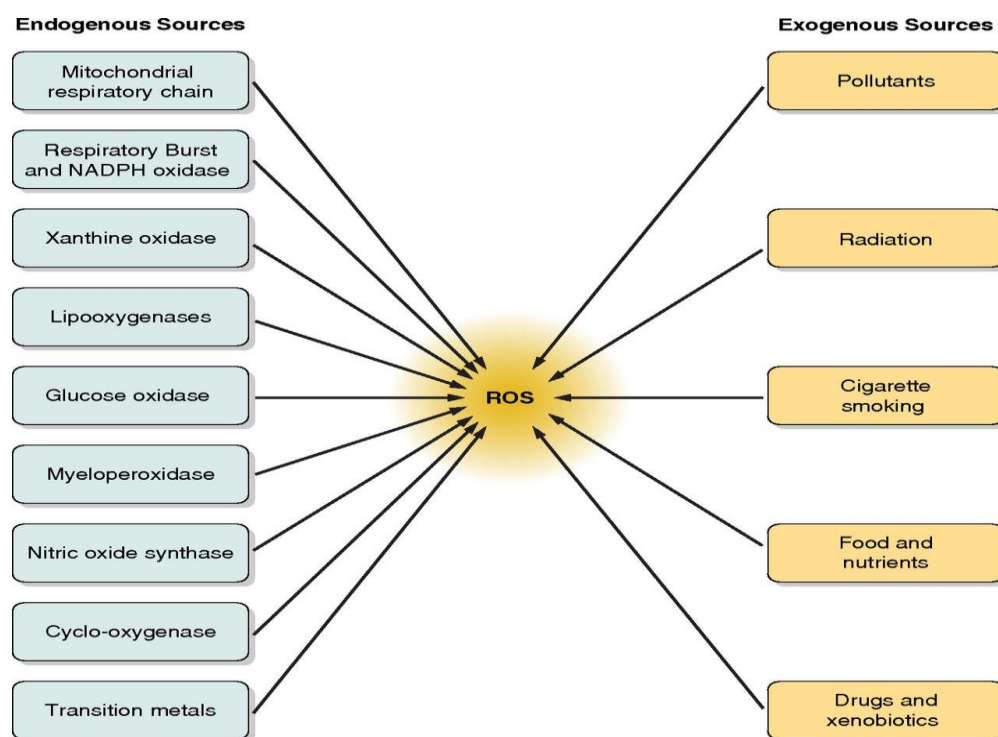 Endogenous Sources
Mitochondrial
respiratory chain
Respiratory Burst
and NADPH oxidase
Xanthine oxidase
Lipooxygenases
Glucose oxidase
Myeloperoxidase
Nitric oxide synthase
Cyclo-oxygenase
Transition metals
ROS
Exogenous Sources
Pollutants
Radiation
Cigarette
smoking
Food and
nutrients
Drugs and
xenobiotics